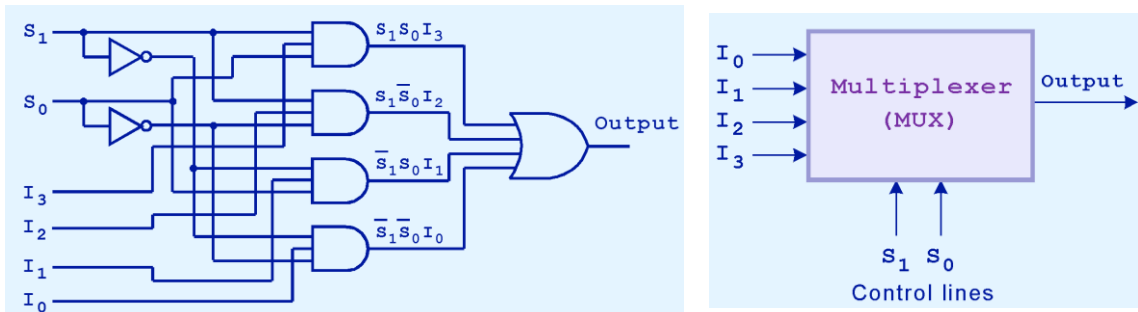 S₁
S₀
I₃
I₂
I₁
I₀
S₁S₀I₃
S₁S̅₀I₂
S̅₁S₀I₁
S̅₁S̅₀I₀
Output
I₀
I₁
I₂
I₃
Multiplexer
(MUX)
Output
S₁ S₀
Control lines